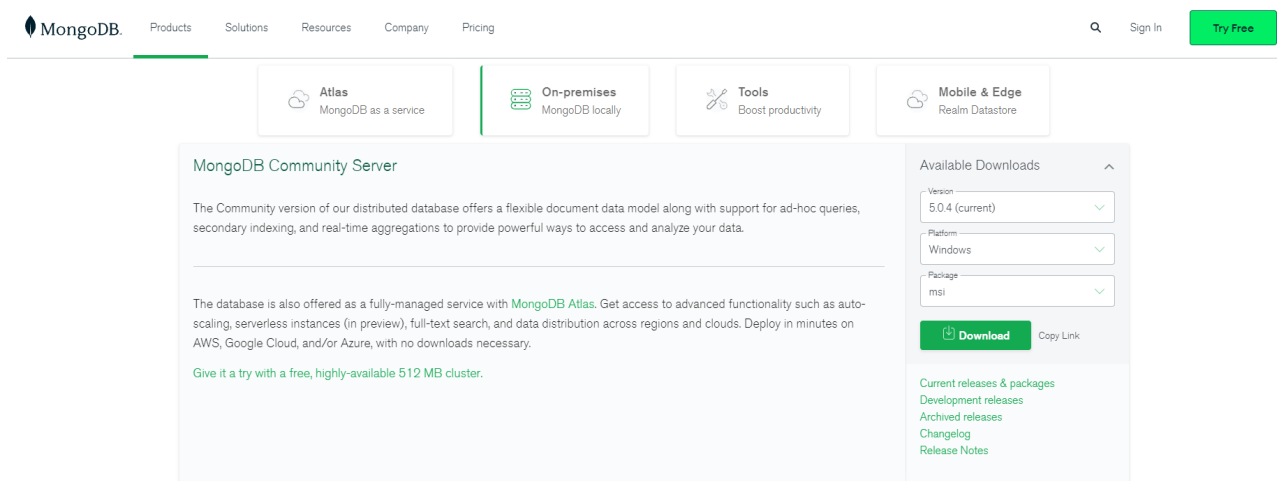 MongoDB.
Products Solutions Resources Company Pricing
Sign In
Try Free
Atlas
MongoDB as a service
On-premises
MongoDB locally
Tools
Boost productivity
Mobile & Edge
Realm Datastore
MongoDB Community Server
The Community version of our distributed database offers a flexible document data model along with support for ad-hoc queries,
secondary indexing, and real-time aggregations to provide powerful ways to access and analyze your data.
The database is also offered as a fully-managed service with MongoDB Atlas. Get access to advanced functionality such as auto-
scaling, serverless instances (in preview), full-text search, and data distribution across regions and clouds. Deploy in minutes on
AWS, Google Cloud, and/or Azure, with no downloads necessary.
Give it a try with a free, highly-available 512 MB cluster.
Available Downloads
Version
5.0.4 (current)
Platform
Windows
Package
msi
Download
Copy Link
Current releases & packages
Development releases
Archived releases
Changelog
Release Notes